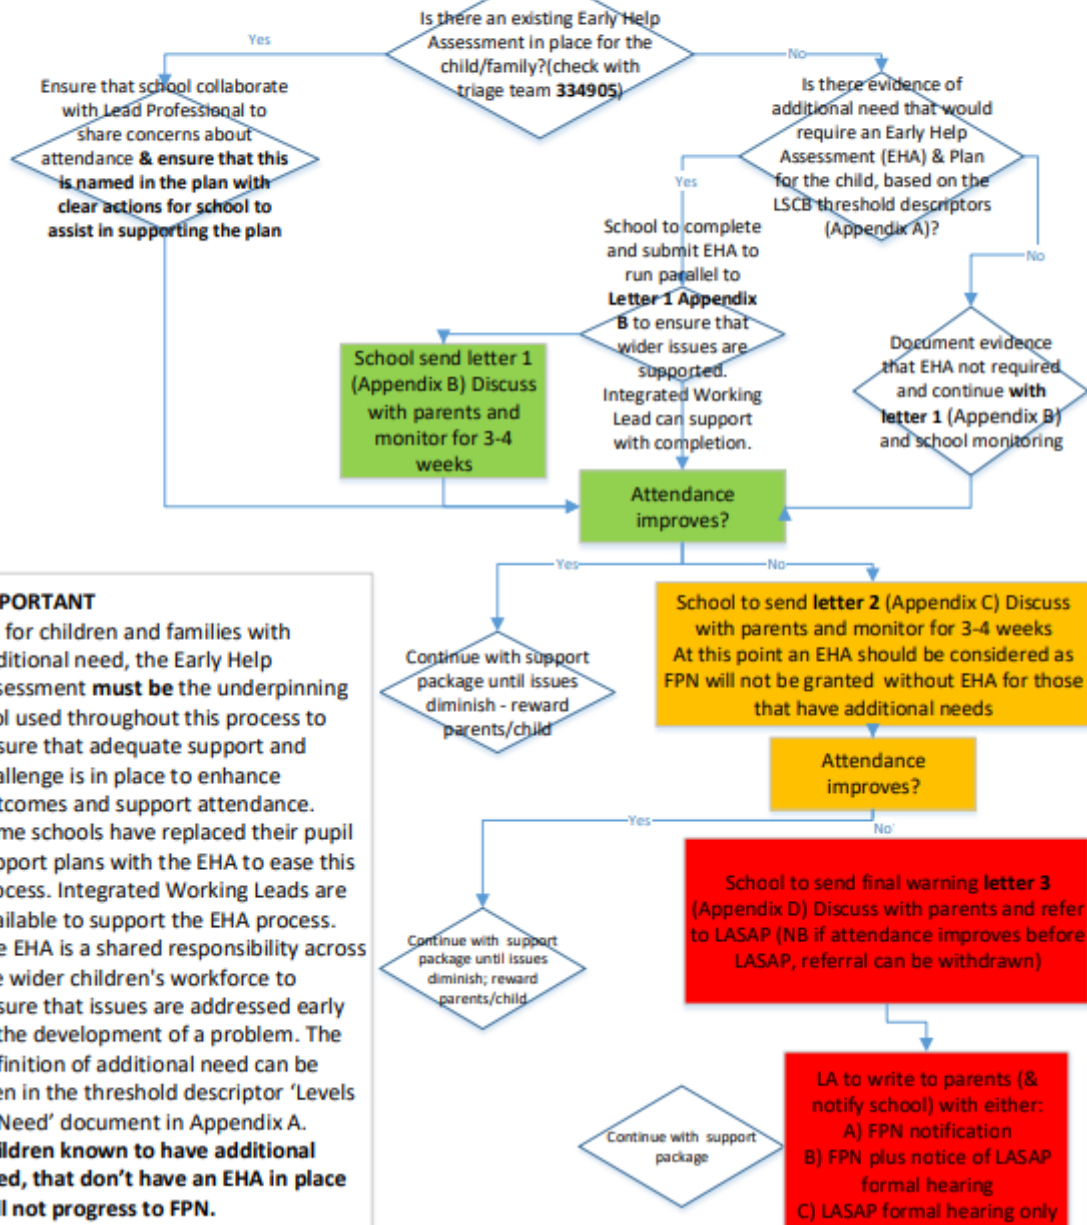 Is there an existing Early Help
Assessment in place for the
child/family?(check with
triage team 334905)
Yes
No
Ensure that school collaborate
with Lead Professional to
share concerns about
attendance & ensure that this
is named in the plan with
clear actions for school to
assist in supporting the plan
Is there evidence of
additional need that would
require an Early Help
Assessment (EHA) & Plan
for the child, based on the
LSCB threshold descriptors
(Appendix A)?
Yes
No
School to complete
and submit EHA to
run parallel to
Letter 1 Appendix
B to ensure that
wider issues are
supported.
Integrated Working
Lead can support
with completion.
School send letter 1
(Appendix B) Discuss
with parents and
monitor for 3-4
weeks
Document evidence
that EHA not required
and continue with
letter 1 (Appendix B)
and school monitoring
Attendance
improves?
Yes
No
Continue with support
package until issues
diminish - reward
parents/child
School to send letter 2 (Appendix C) Discuss
with parents and monitor for 3-4 weeks
At this point an EHA should be considered as
FPN will not be granted without EHA for those
that have additional needs
Attendance
improves?
Yes
No
Continue with support
package until issues
diminish; reward
parents/child
School to send final warning letter 3
(Appendix D) Discuss with parents and refer
to LASAP (NB if attendance improves before
LASAP, referral can be withdrawn)
Continue with support
package
LA to write to parents (&
notify school) with either:
A) FPN notification
B) FPN plus notice of LASAP
formal hearing
C) LASAP formal hearing only
PORTANT
for children and families with
ditional need, the Early Help
sessment must be the underpinning
ol used throughout this process to
sure that adequate support and
allenge is in place to enhance
tcomes and support attendance.
me schools have replaced their pupil
pport plans with the EHA to ease this
ocess. Integrated Working Leads are
ailable to support the EHA process.
e EHA is a shared responsibility across
e wider children's workforce to
sure that issues are addressed early
the development of a problem. The
finition of additional need can be
en in the threshold descriptor ‘Levels
Need’ document in Appendix A.
ildren known to have additional
ed, that don’t have an EHA in place
ll not progress to FPN.